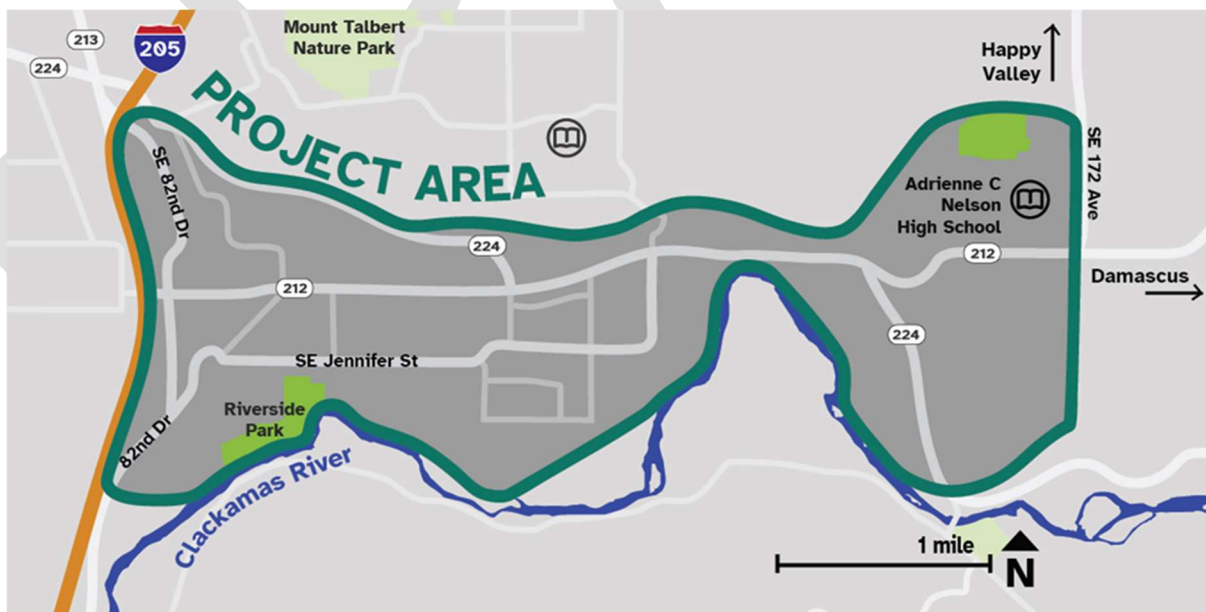 213
224
205
Mount Talbert
Nature Park
Happy
Valley
PROJECT AREA
SE 82nd Dr
SE 172 Ave
Adrienne C
Nelson
High School
224
212
Damascus
212
224
SE Jennifer St
Riverside
Park
82nd Dr
Clackamas River
1 mile
N